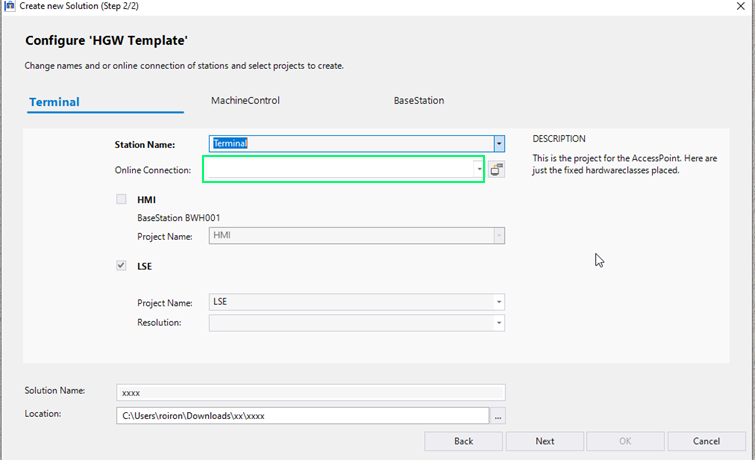 Create new Solution (Step 2/2)
Configure 'HGW Template'
Change names and or online connection of stations and select projects to create.
Terminal MachineControl BaseStation
Station Name: Terminal
Online Connection:
HMI
BaseStation BWH001
Project Name: HMI
LSE
Project Name: LSE
Resolution:
DESCRIPTION
This is the project for the AccessPoint. Here are
just the fixed hardwareclasses placed.
Solution Name: xxxx
Location: C:\Users\roiron\Downloads\xx\xxxx ...
Back Next OK Cancel